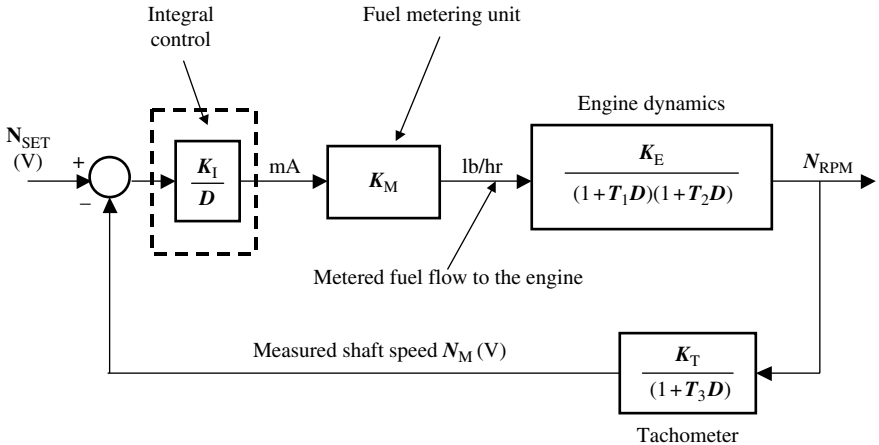 Integral
control
Fuel metering unit
Engine dynamics
N_SET
(V)
+
−
K_I
D
mA
K_M
lb/hr
K_E
(1+T_1D)(1+T_2D)
N_RPM
Metered fuel flow to the engine
Measured shaft speed N_M (V)
K_T
(1+T_3D)
Tachometer